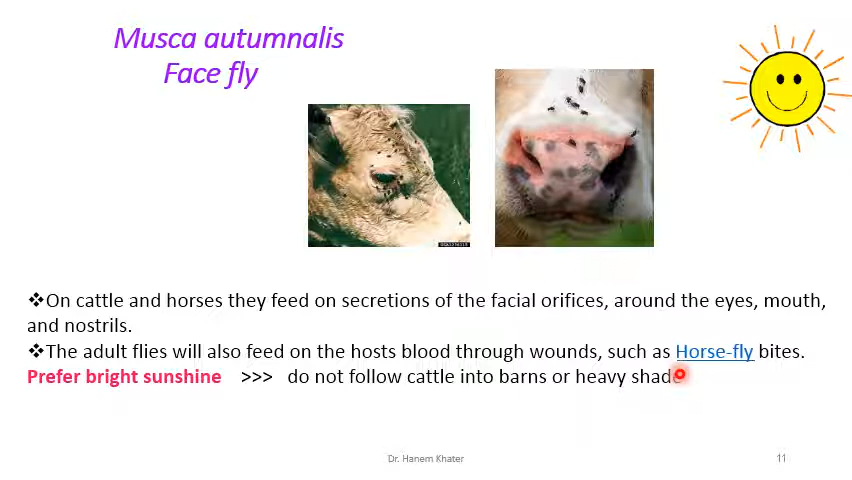 Musca autumnalis
Face fly
❖On cattle and horses they feed on secretions of the facial orifices, around the eyes, mouth,
and nostrils.
❖The adult flies will also feed on the hosts blood through wounds, such as Horse-fly bites.
Prefer bright sunshine >>> do not follow cattle into barns or heavy shade
Dr. Hanem Khater
11